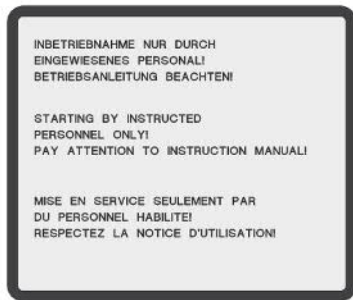 INBETRIEBNAHME NUR DURCH
EINGEWIESENES PERSONAL!
BETRIEBSANLEITUNG BEACHTEN!
STARTING BY INSTRUCTED
PERSONNEL ONLY!
PAY ATTENTION TO INSTRUCTION MANUAL!
MISE EN SERVICE SEULEMENT PAR
DU PERSONNEL HABILITE!
RESPECTEZ LA NOTICE D'UTILISATION!